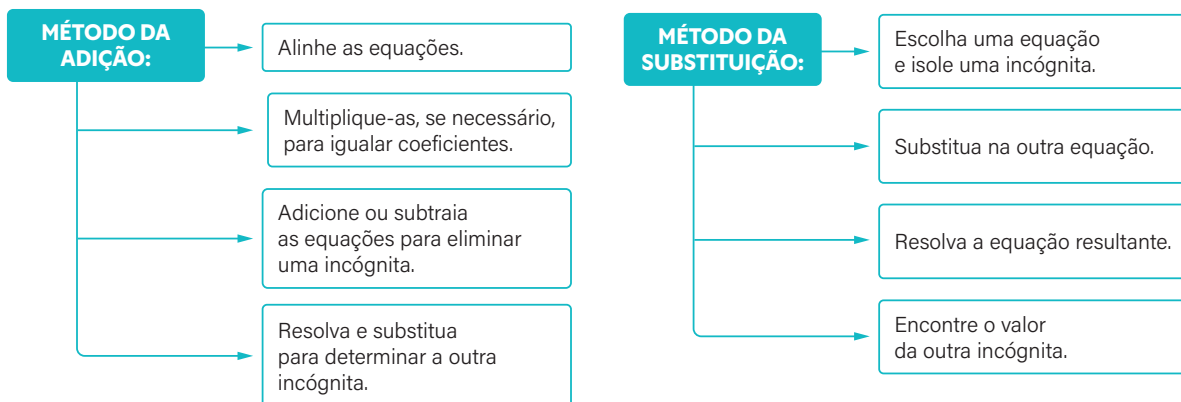 MÉTODO DA
ADIÇÃO:
Alinhe as equações.
Multiplique-as, se necessário,
para igualar coeficientes.
Adicione ou subtraia
as equações para eliminar
uma incógnita.
Resolva e substitua
para determinar a outra
incógnita.
MÉTODO DA
SUBSTITUIÇÃO:
Escolha uma equação
e isole uma incógnita.
Substitua na outra equação.
Resolva a equação resultante.
Encontre o valor
da outra incógnita.